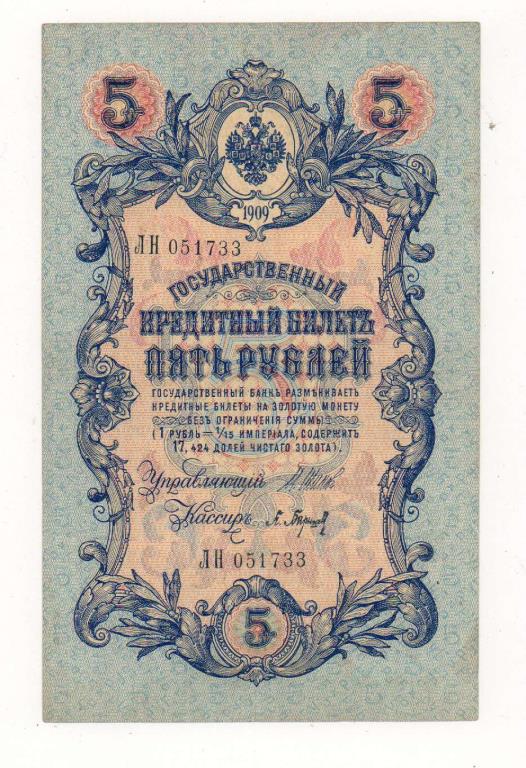 5 5
1909
ЛН 051733
ГОСУДАРСТВЕННЫЙ
КРЕДИТНЫЙ БИЛЕТЪ
ПЯТЬ РУБЛЕЙ
ГОСУДАРСТВЕННЫЙ БАНКЪ РАЗМѢНИВАЕТЪ
КРЕДИТНЫЕ БИЛЕТЫ НА ЗОЛОТУЮ МОНЕТУ
БЕЗЪ ОГРАНИЧЕНІЯ СУММЫ
(1 РУБЛЬ = 1/15 ИМПЕРІАЛА, СОДЕРЖИТЪ
17,424 ДОЛЕЙ ЧИСТАГО ЗОЛОТА).
Управляющій
Кассиръ
ЛН 051733
5